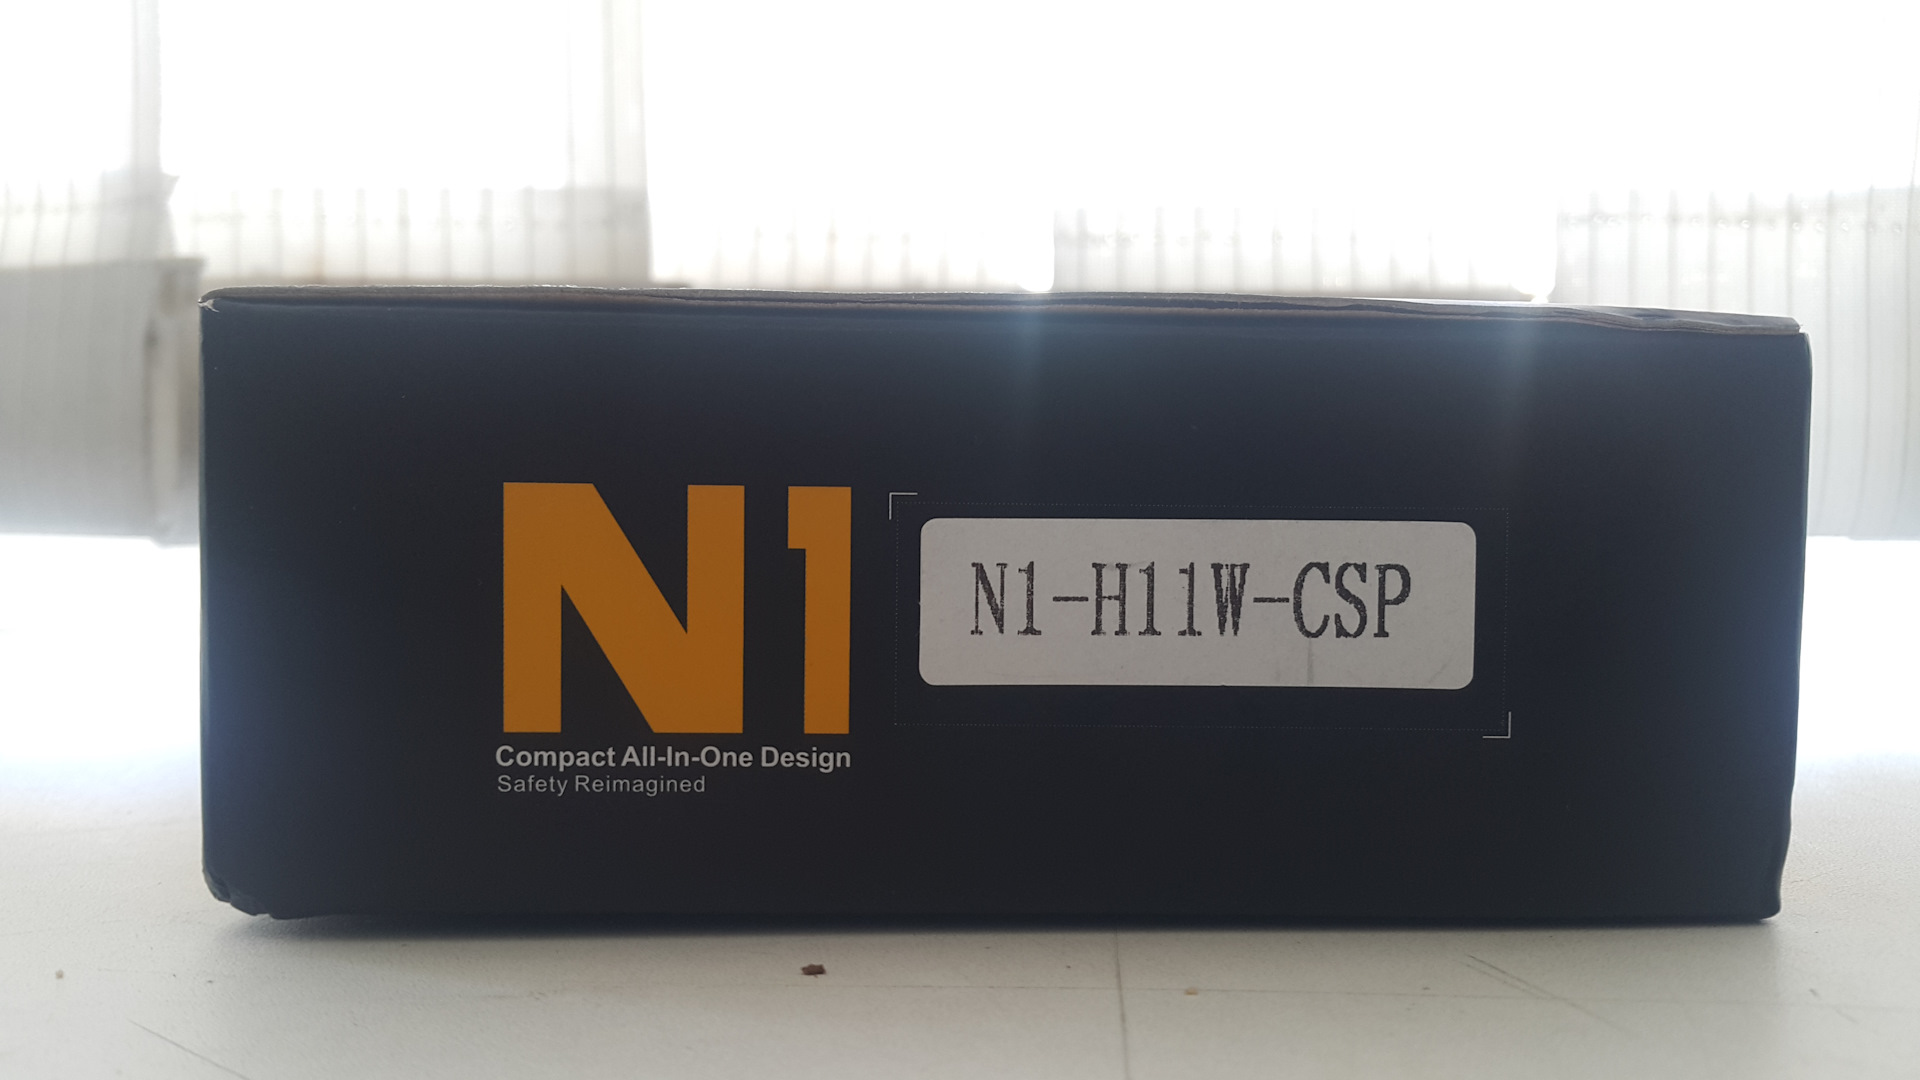 N1
Compact All-In-One Design
Safety Reimagined
N1-H11W-CSP